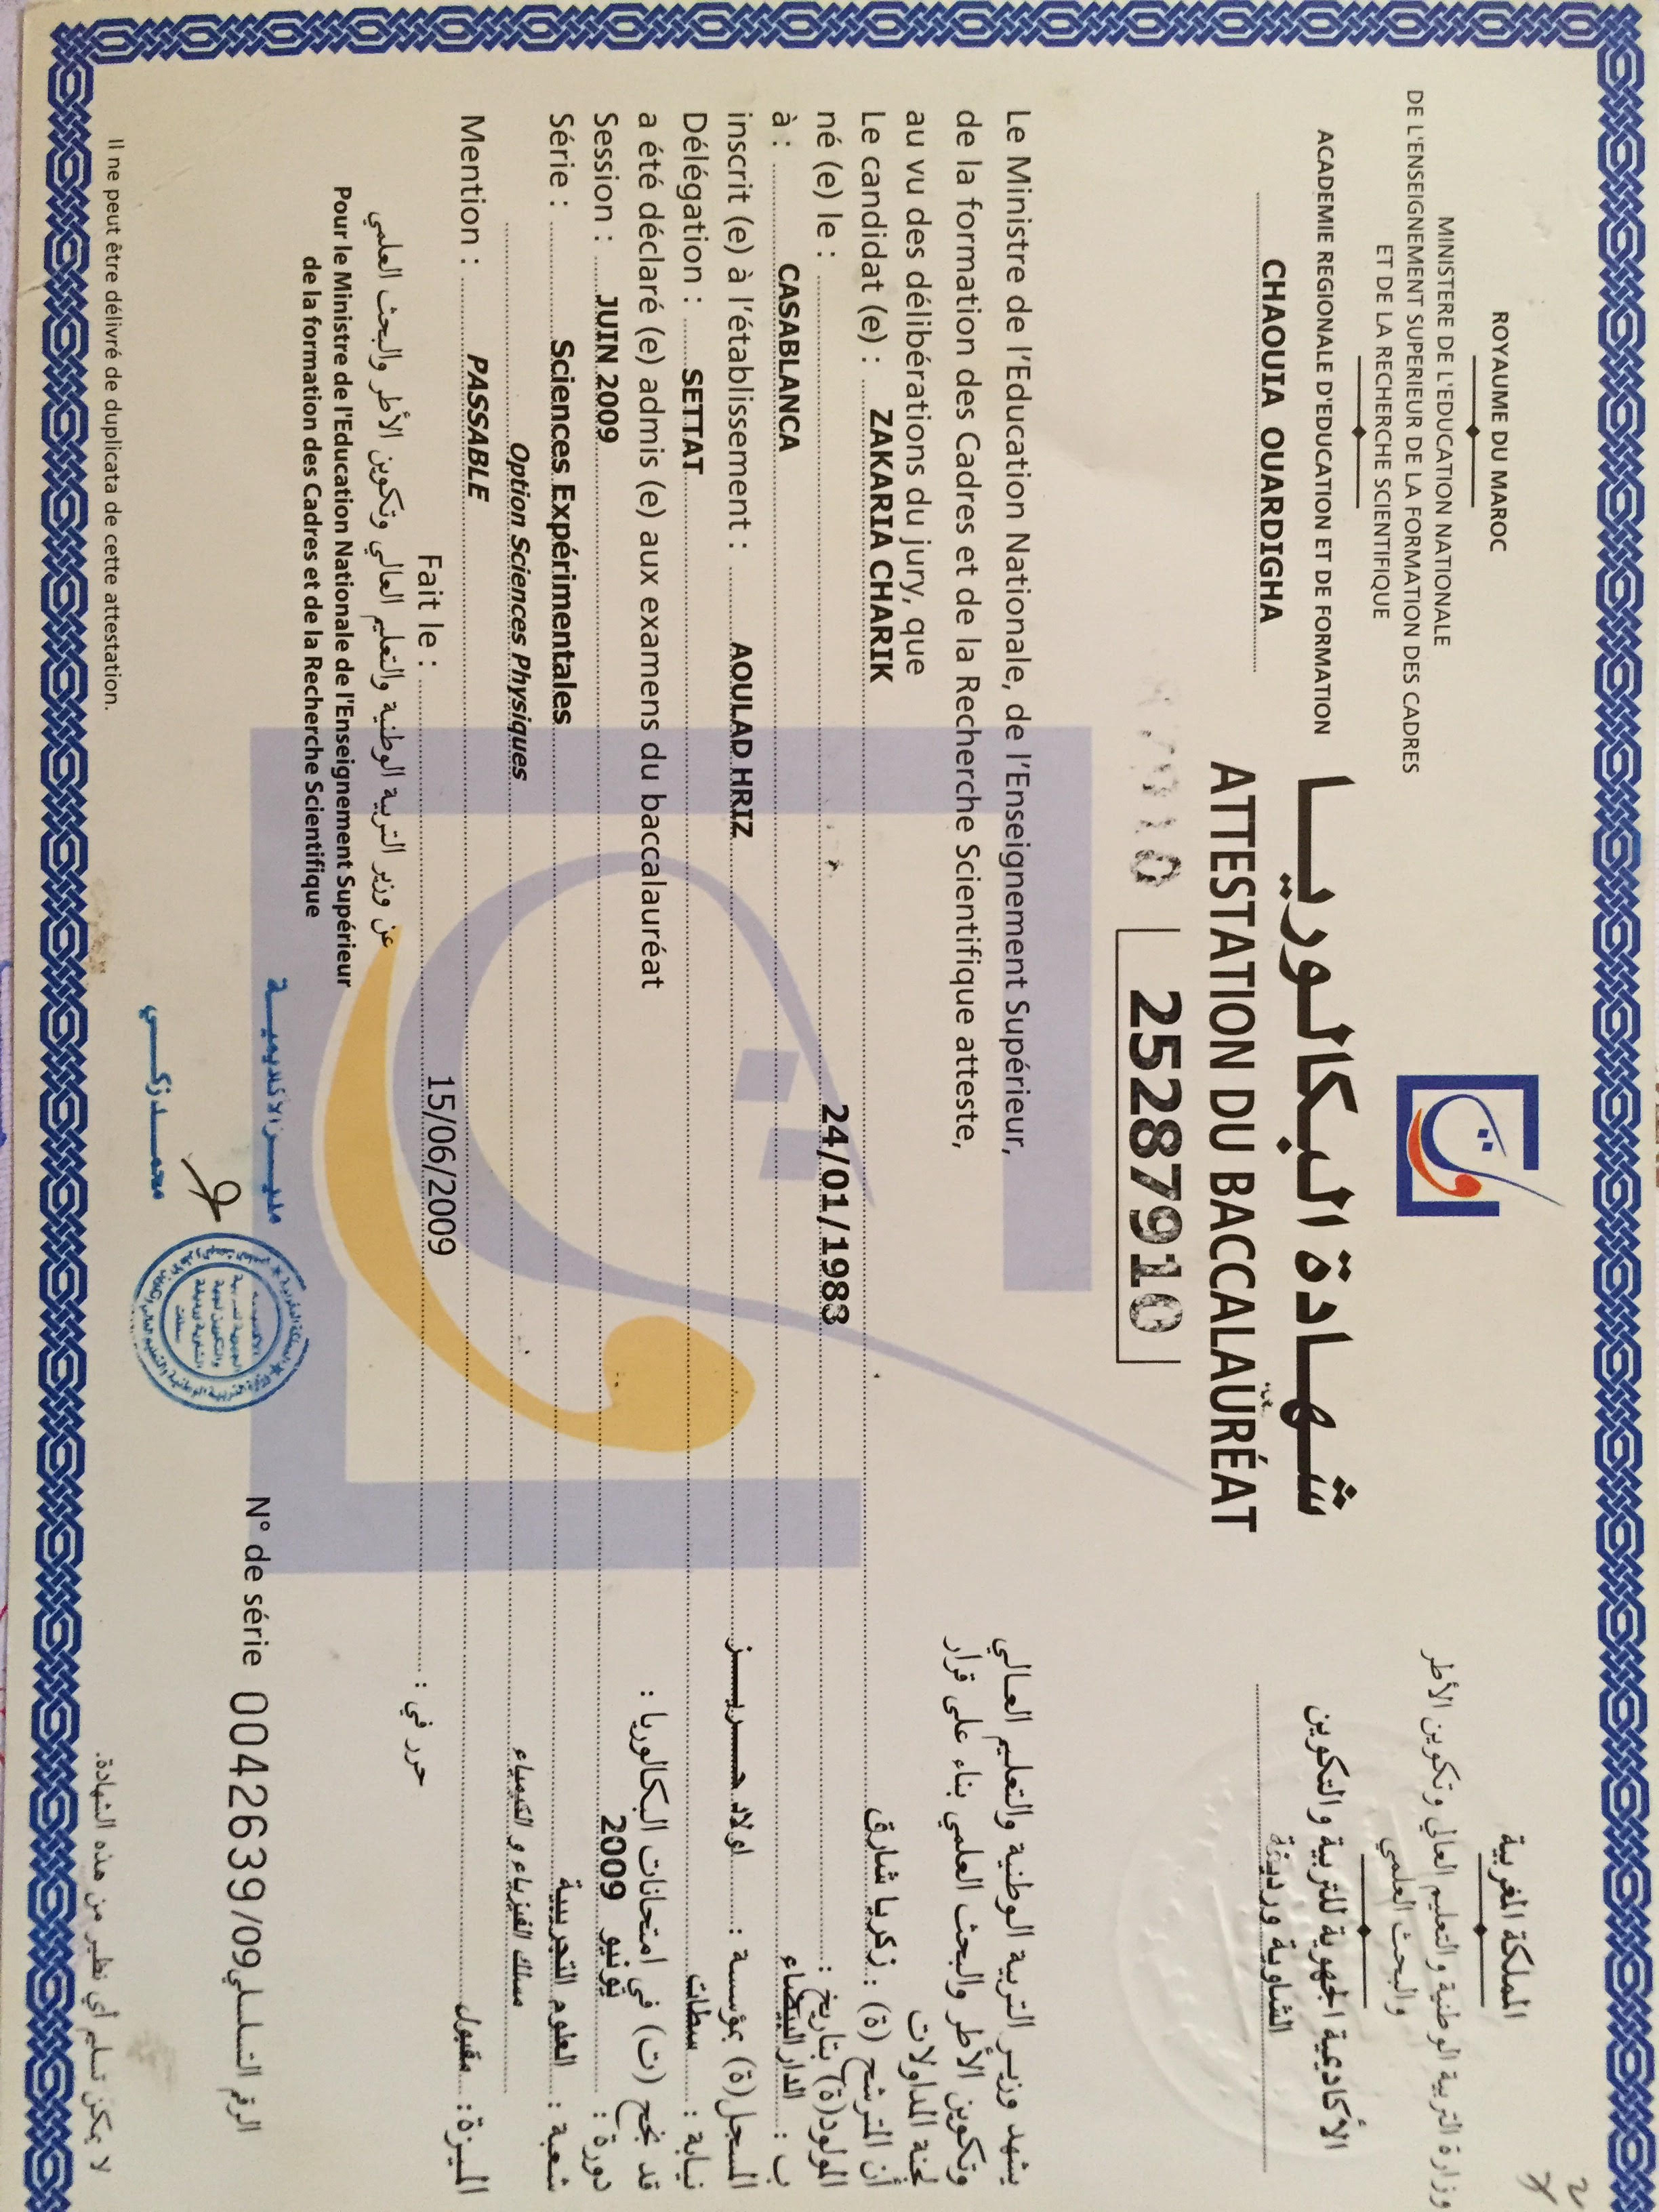 ROYAUME DU MAROC
MINISTERE DE L'EDUCATION NATIONALE
DE L'ENSEIGNEMENT SUPERIEUR DE LA FORMATION DES CADRES
ET DE LA RECHERCHE SCIENTIFIQUE
ACADEMIE REGIONALE D'EDUCATION ET DE FORMATION
CHAOUIA OUARDIGHA
المملكة المغربية
وزارة التربية الوطنية والتعليم العالي وتكوين الأطر
والبحث العلمي
الأكاديمية الجهوية للتربية والتكوين
الشاوية ورديغة
شهادة البكالوريا
ATTESTATION DU BACCALAURÉAT
25287910
Le Ministre de l'Education Nationale, de l'Enseignement Supérieur,
de la formation des Cadres et de la Recherche Scientifique atteste,
au vu des délibérations du jury, que
يشهد وزير التربية الوطنية والتعليم العالي
وتكوين الأطر والبحث العلمي بناء على قرار
لجنة المداولات
Le candidat (e) : ZAKARIA CHARIK أن المترشح (ة) : زكريا شارق
né (e) le : 24/01/1983 المولود(ة) بتاريخ :
à : CASABLANCA ب : الدار البيضاء
inscrit (e) à l'établissement : AOULAD HRIZ المسجل(ة) بمؤسسة : اولاد حريز
Délégation : SETTAT نيابة : سطات
a été déclaré (e) admis (e) aux examens du baccalauréat قد نجح (ت) في امتحانات البكالوريا :
Session : JUIN 2009 دورة : يونيو 2009
Série : Sciences Expérimentales شعبة : العلوم التجريبية
Option Sciences Physiques مسلك الفيزياء و الكيمياء
Mention : PASSABLE الميزة : مقبول
Fait le : 15/06/2009 حرر في :
عن وزير التربية الوطنية والتعليم العالي وتكوين الأطر والبحث العلمي
Pour le Ministre de l'Education Nationale de l'Enseignement Supérieur
de la formation des Cadres et de la Recherche Scientifique
مديـر الأكاديمية
محمـد زكـي
N° de série 0042639/09 الرقم التسلسلي
Il ne peut être délivré de duplicata de cette attestation.
لا يمكن تسليم أي نظير من هذه الشهادة.